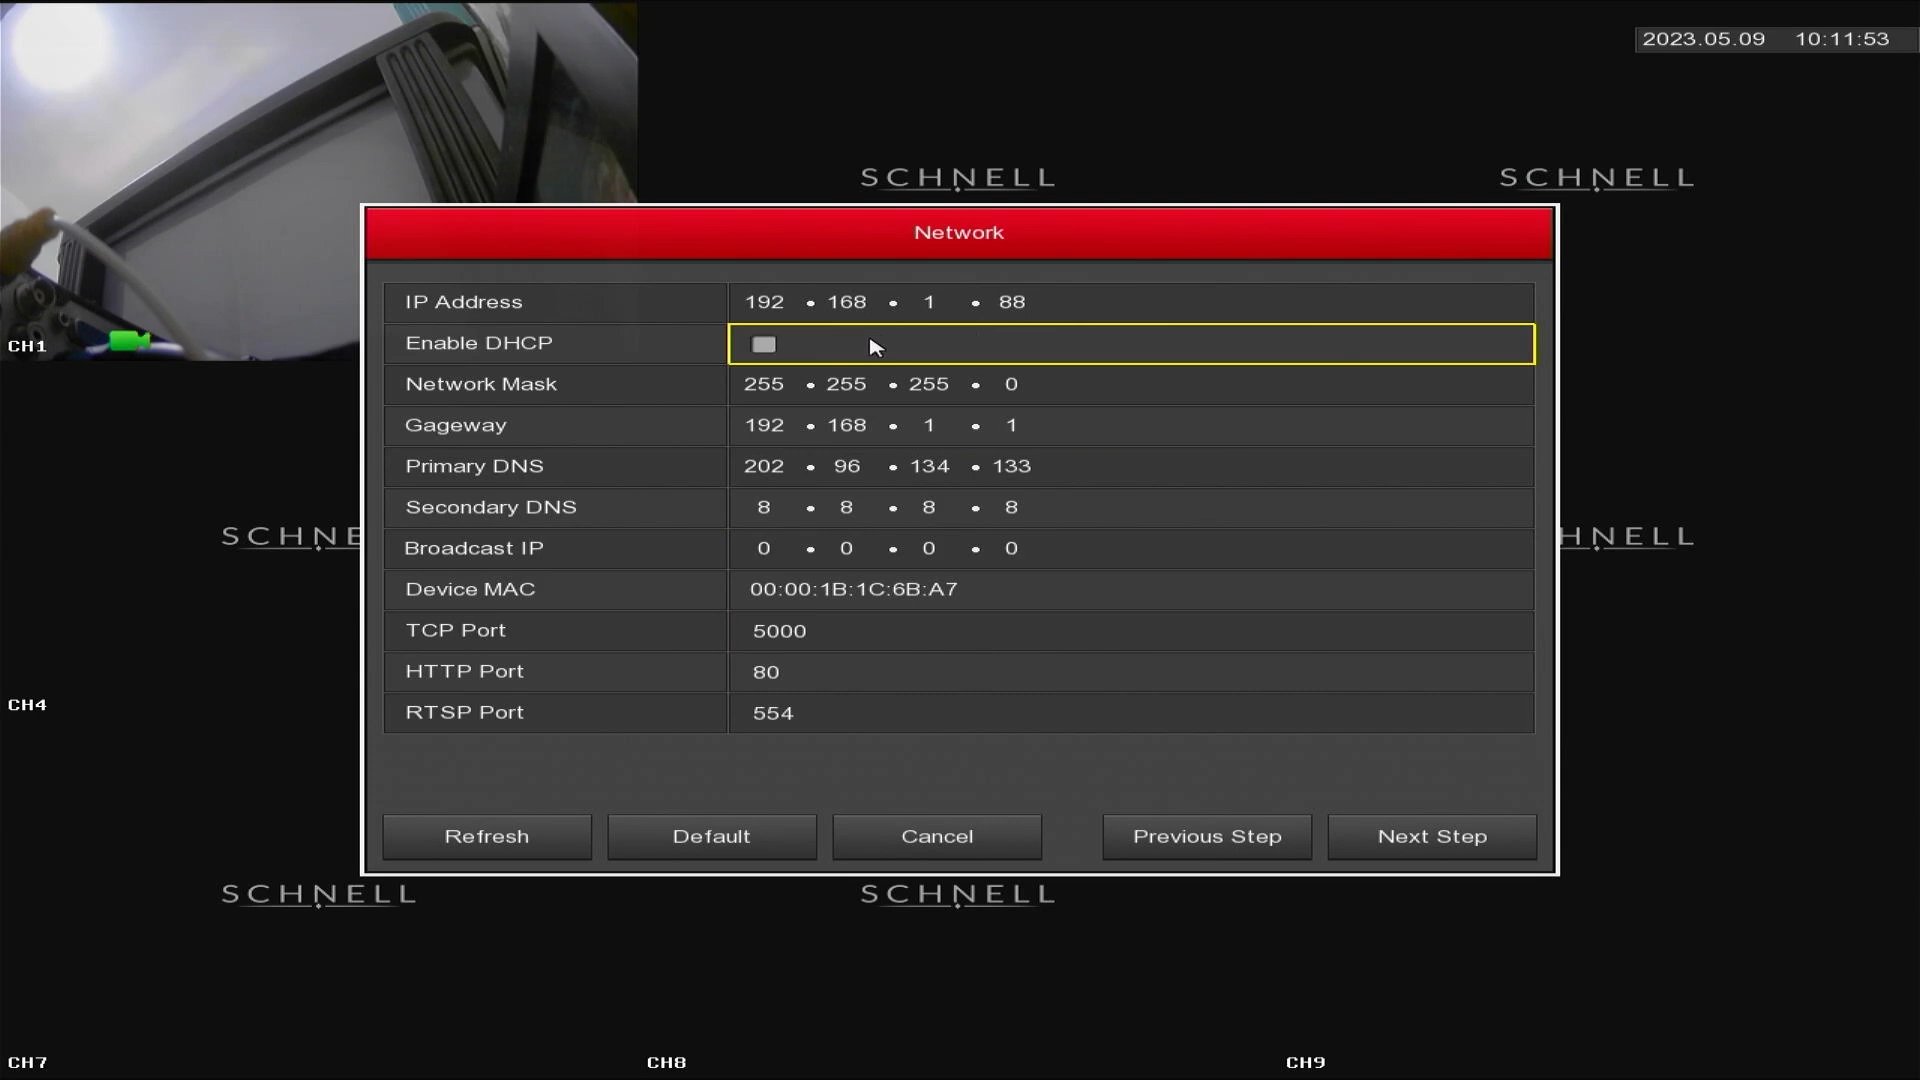 2023.05.09 10:11:53
SCHNELL SCHNELL
Network
IP Address 192 • 168 • 1 • 88
CH1
Enable DHCP
Network Mask 255 • 255 • 255 • 0
Gageway 192 • 168 • 1 • 1
Primary DNS 202 • 96 • 134 • 133
Secondary DNS 8 • 8 • 8 • 8
SCHNE HNELL
Broadcast IP 0 • 0 • 0 • 0
Device MAC 00:00:1B:1C:6B:A7
TCP Port 5000
HTTP Port 80
CH4
RTSP Port 554
Refresh Default Cancel Previous Step Next Step
SCHNELL SCHNELL
CH7 CH8 CH9